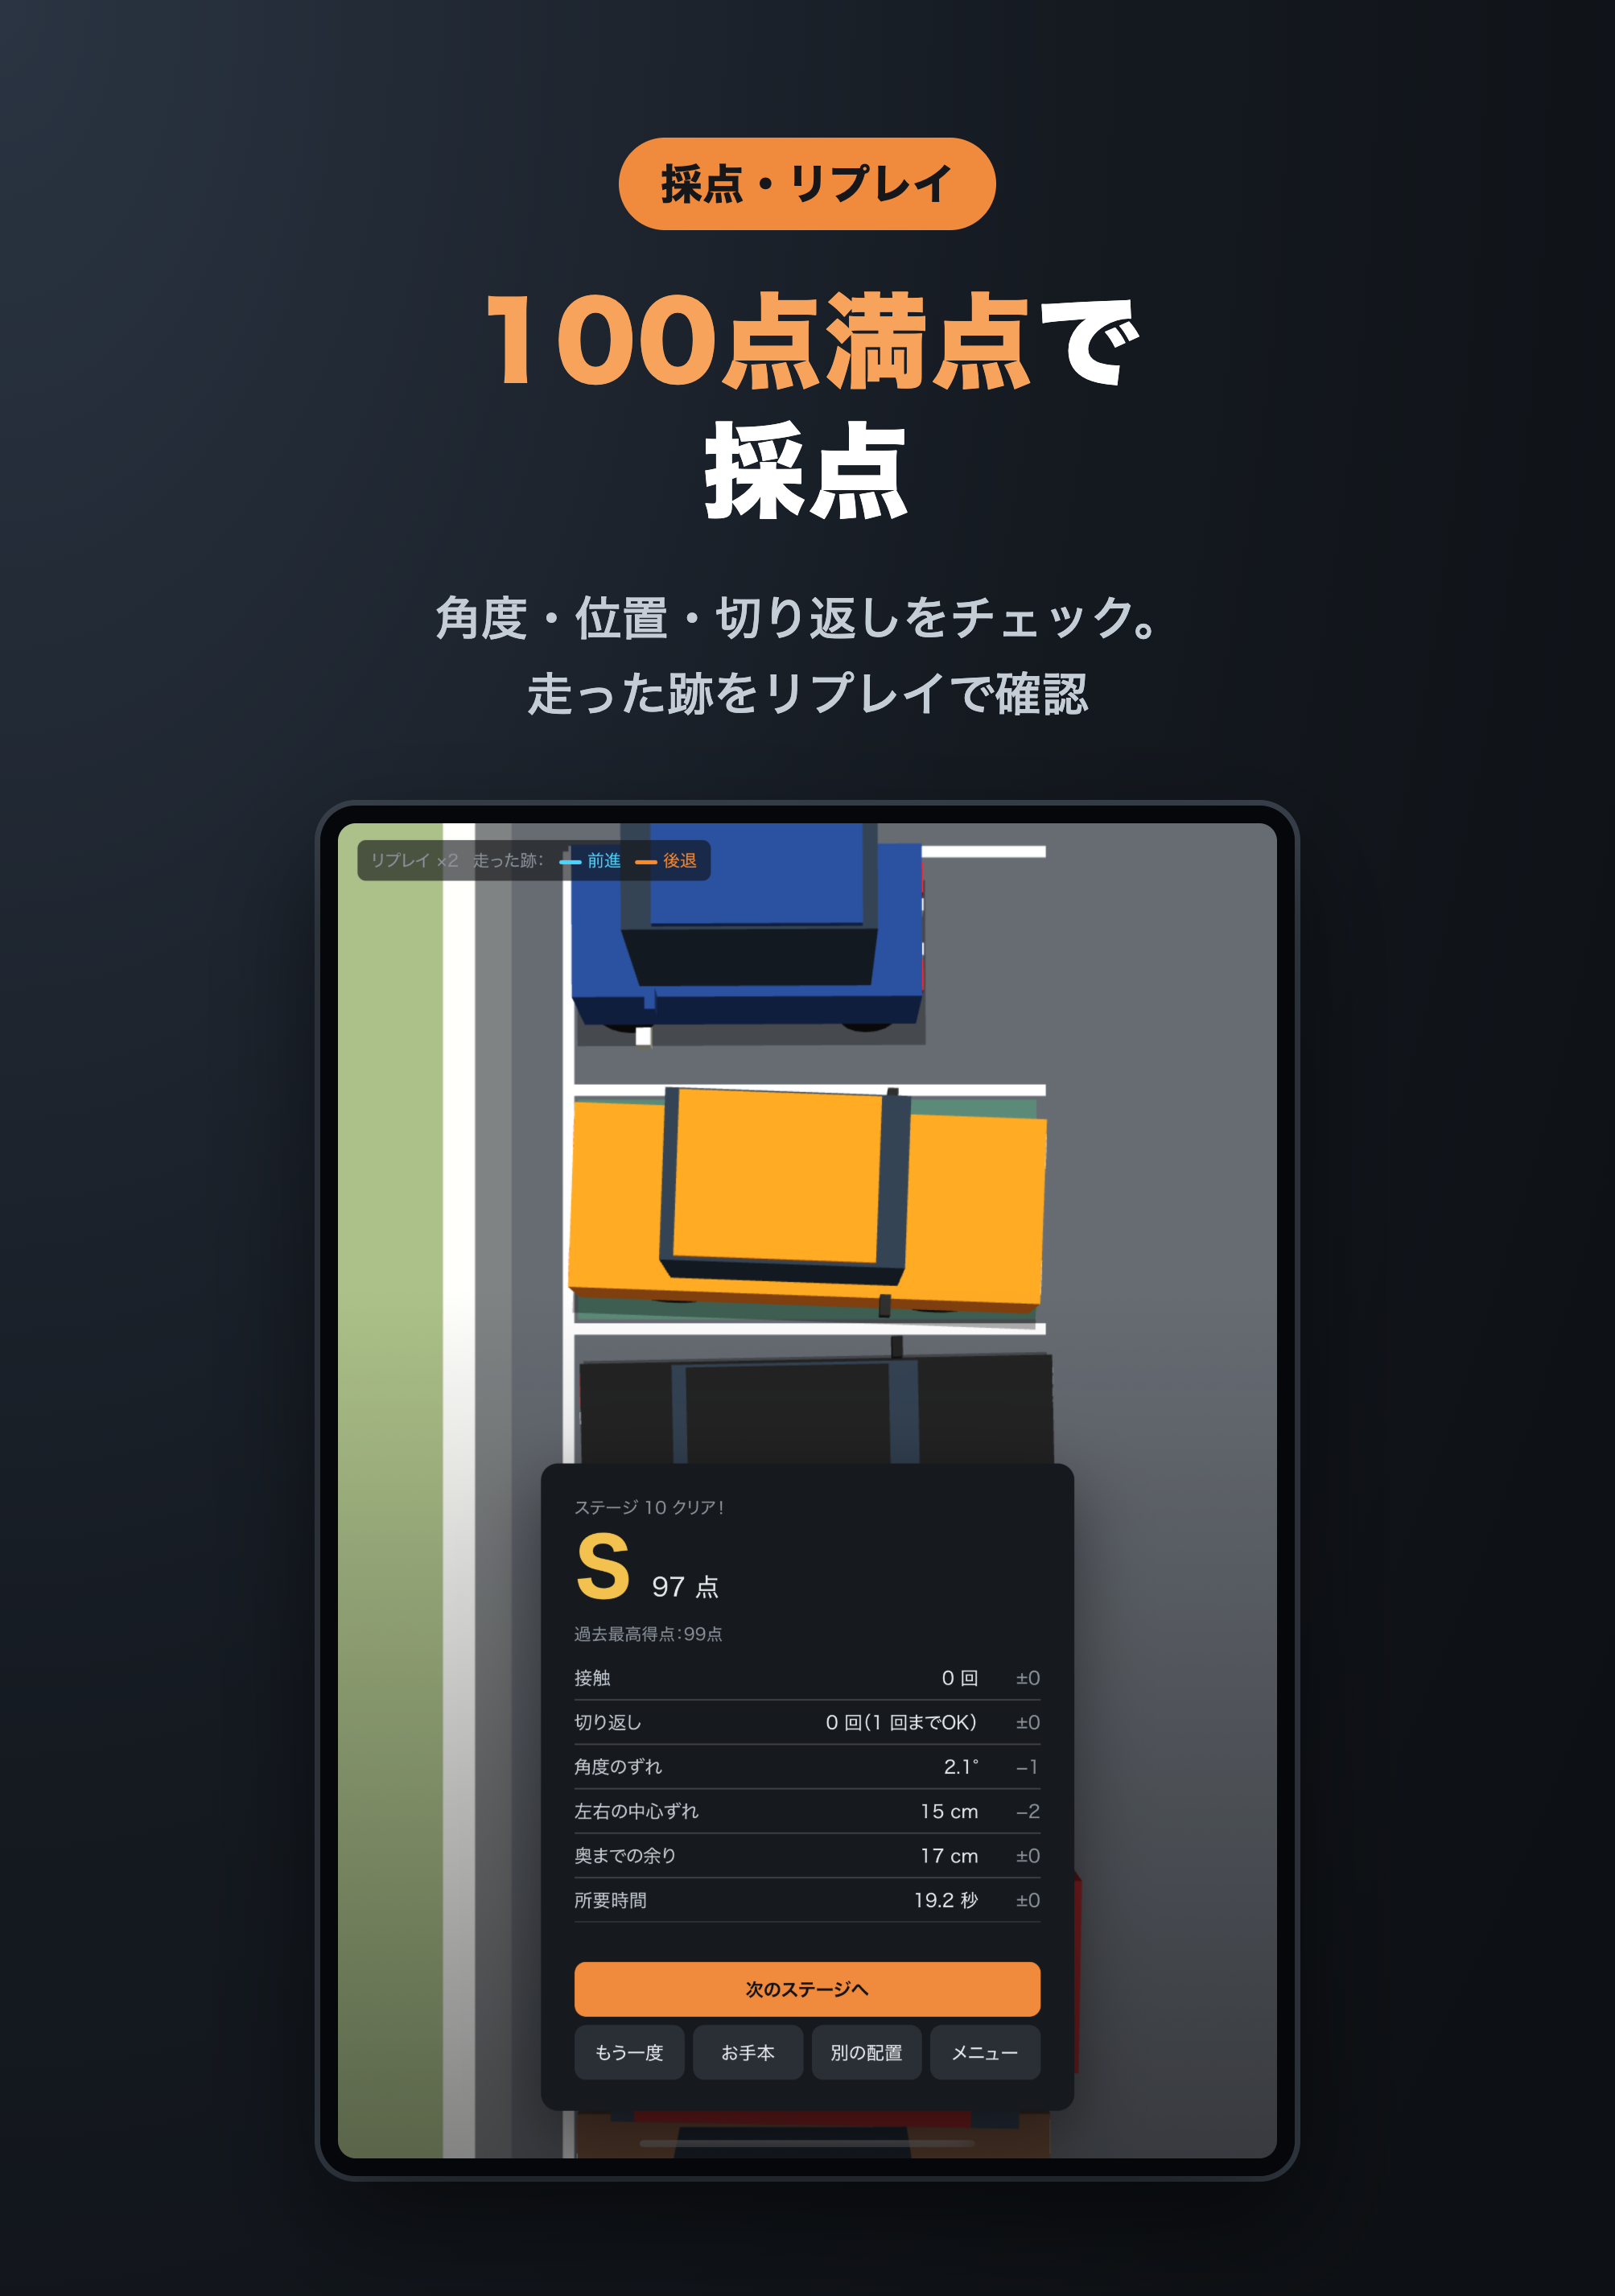 採点・リプレイ
100点満点で
採点
角度・位置・切り返しをチェック。
走った跡をリプレイで確認
リプレイ ×2 走った跡: 前進 後退
ステージ 10 クリア!
S 97 点
過去最高得点:99点
接触 0 回 ±0
切り返し 0 回(1 回までOK) ±0
角度のずれ 2.1° −1
左右の中心ずれ 15 cm −2
奥までの余り 17 cm ±0
所要時間 19.2 秒 ±0
次のステージへ
もう一度 お手本 別の配置 メニュー